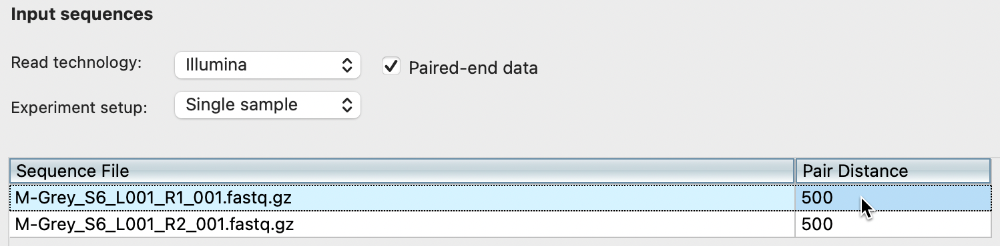 Input sequences
Read technology: Illumina Paired-end data
Experiment setup: Single sample
Sequence File Pair Distance
M-Grey_S6_L001_R1_001.fastq.gz 500
M-Grey_S6_L001_R2_001.fastq.gz 500